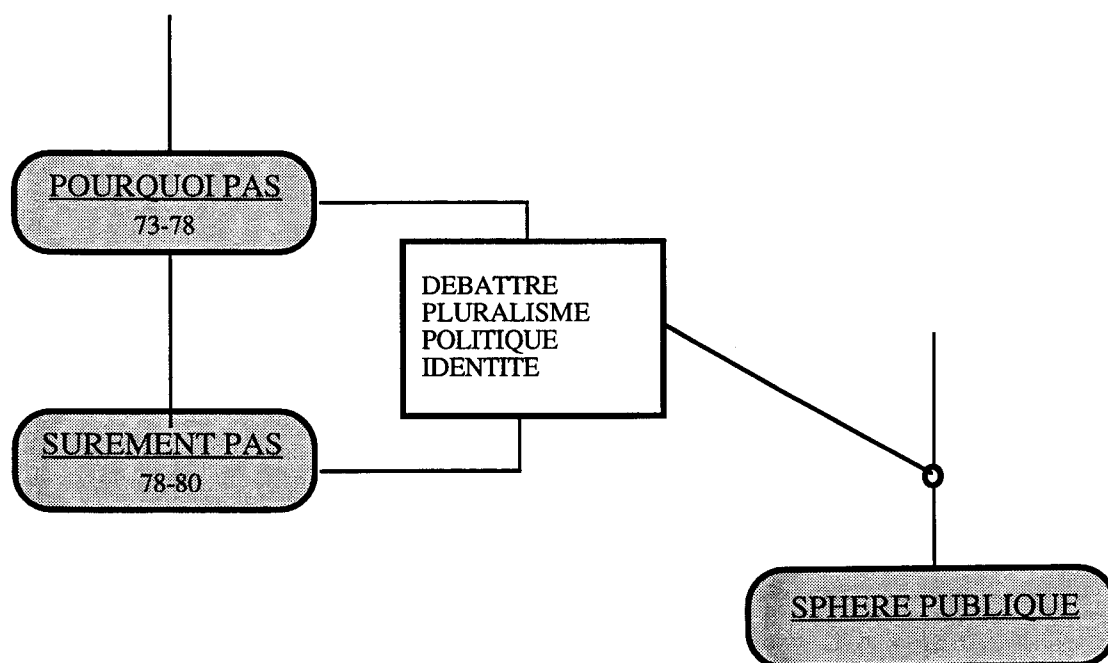 POURQUOI PAS
73-78
DEBATTRE
PLURALISME
POLITIQUE
IDENTITE
SUREMENT PAS
78-80
SPHERE PUBLIQUE